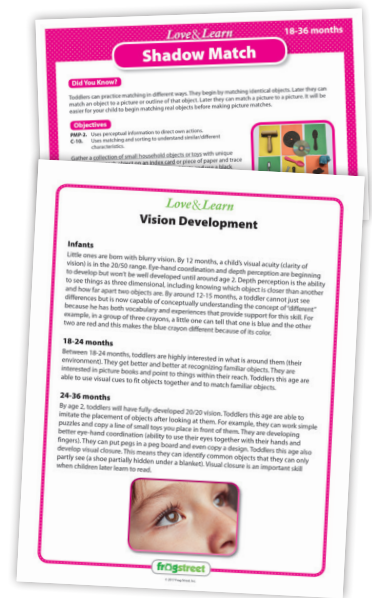 Love & Learn
18-36 months
Shadow Match
Did You Know?
Toddlers can practice matching in different ways. They begin by matching identical objects. Later they can
match an object to a picture or outline of that object. Later they can match a picture to a picture. It will be
easier for your child to begin matching real objects before making picture matches.
Objectives
PMP 2. Uses perceptual information to direct own actions.
C-10. Uses matching and sorting to understand similar/different
characteristics.
Gather a collection of small household objects or toys with unique
object on an index card or piece of paper and trace
black
Love & Learn
Vision Development
Infants
Little ones are born with blurry vision. By 12 months, a child's visual acuity (clarity of
vision) is in the 20/50 range. Eye-hand coordination and depth perception are beginning
to develop but won't be well developed until around age 2. Depth perception is the ability
to see things as three dimensional, including knowing which object is closer than another
and how far apart two objects are. By around 12-15 months, a toddler cannot just see
differences but is now capable of conceptually understanding the concept of "different"
because he has both vocabulary and experiences that provide support for this skill. For
example, in a group of three crayons, a little one can tell that one is blue and the other
two are red and this makes the blue crayon different because of its color.
18-24 months
Between 18-24 months, toddlers are highly interested in what is around them (their
environment). They get better and better at recognizing familiar objects. They are
interested in picture books and point to things within their reach. Toddlers this age are
able to use visual cues to fit objects together and to match familiar objects.
24-36 months
By age 2, toddlers will have fully-developed 20/20 vision. Toddlers this age are able to
imitate the placement of objects after looking at them. For example, they can work simple
puzzles and copy a line of small toys you place in front of them. They are developing
better eye-hand coordination (ability to use their eyes together with their hands and
fingers). They can put pegs in a peg board and even copy a design. Toddlers this age also
develop visual closure. This means they can identify common objects that they can only
partly see (a shoe partially hidden under a blanket). Visual closure is an important skill
when children later learn to read.
frogstreet